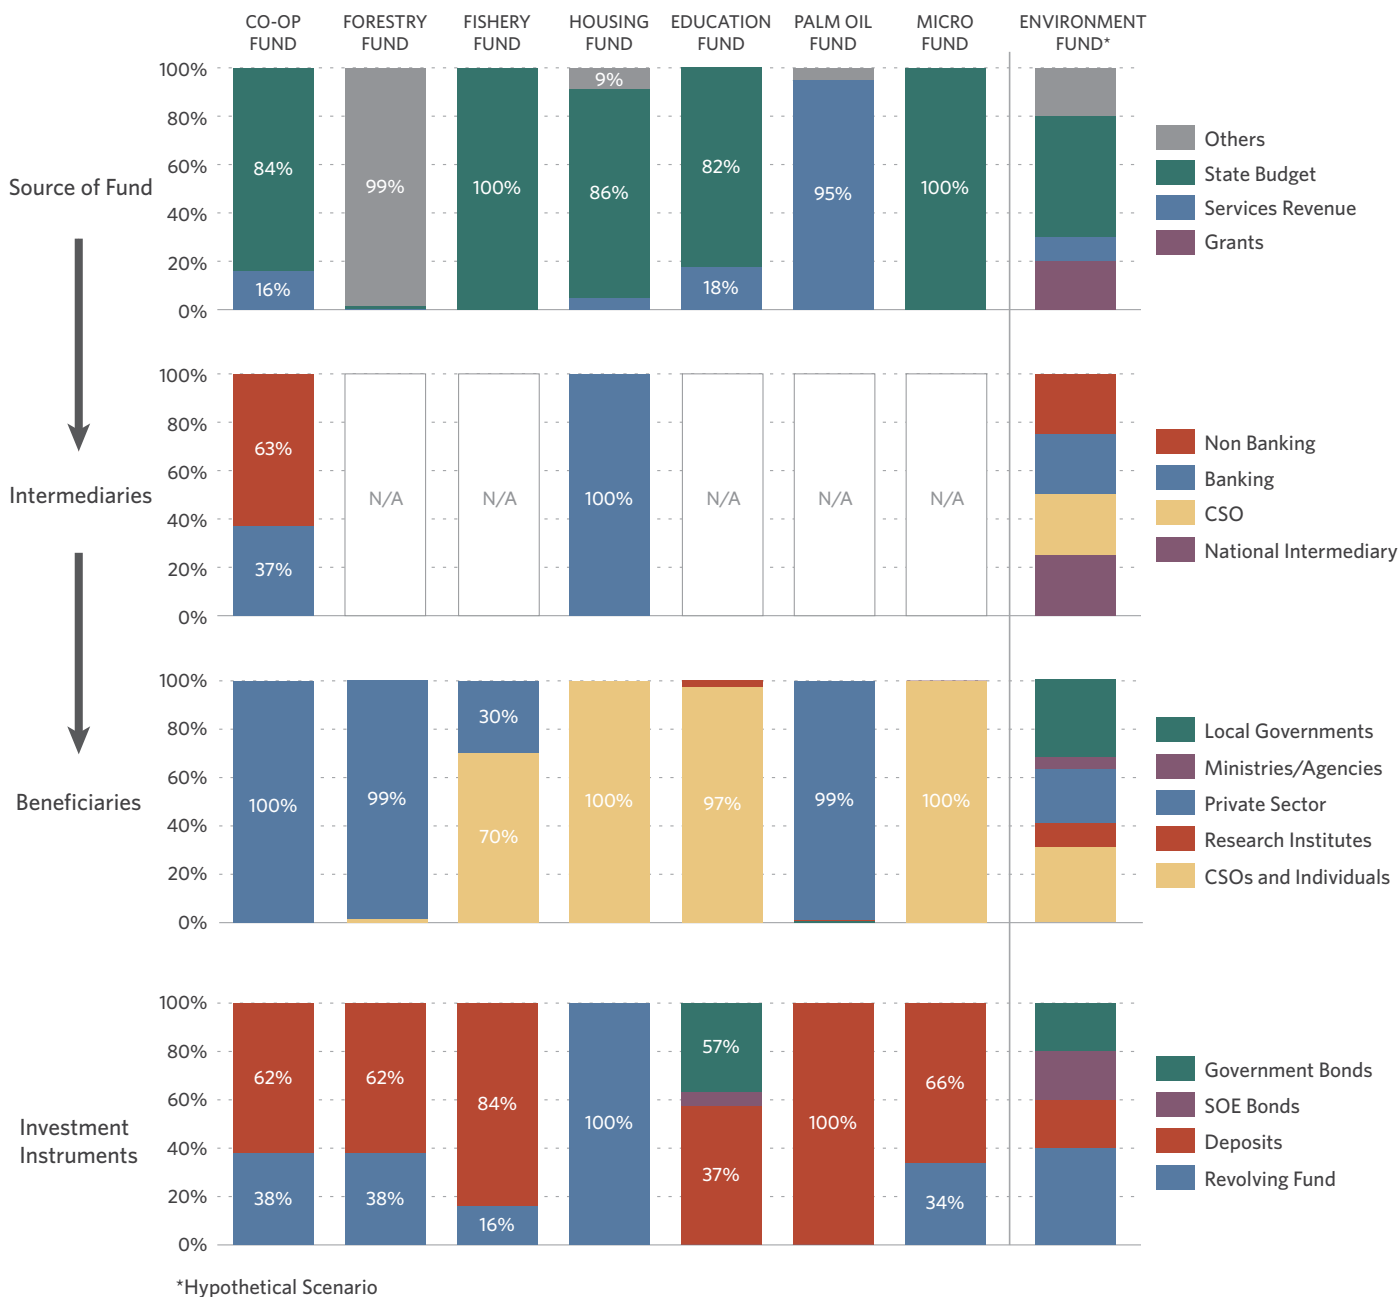 CO-OP FUND
FORESTRY FUND
FISHERY FUND
HOUSING FUND
EDUCATION FUND
PALM OIL FUND
MICRO FUND
ENVIRONMENT FUND*
Source of Fund
100%
80%
60%
40%
20%
0%
84%
16%
99%
100%
9%
86%
82%
18%
95%
100%
Others
State Budget
Services Revenue
Grants
Intermediaries
100%
80%
60%
40%
20%
0%
63%
37%
N/A
N/A
100%
N/A
N/A
N/A
Non Banking
Banking
CSO
National Intermediary
Beneficiaries
100%
80%
60%
40%
20%
0%
100%
99%
30%
70%
100%
97%
99%
100%
Local Governments
Ministries/Agencies
Private Sector
Research Institutes
CSOs and Individuals
Investment
Instruments
100%
80%
60%
40%
20%
0%
62%
38%
62%
38%
84%
16%
100%
57%
37%
100%
66%
34%
Government Bonds
SOE Bonds
Deposits
Revolving Fund
*Hypothetical Scenario